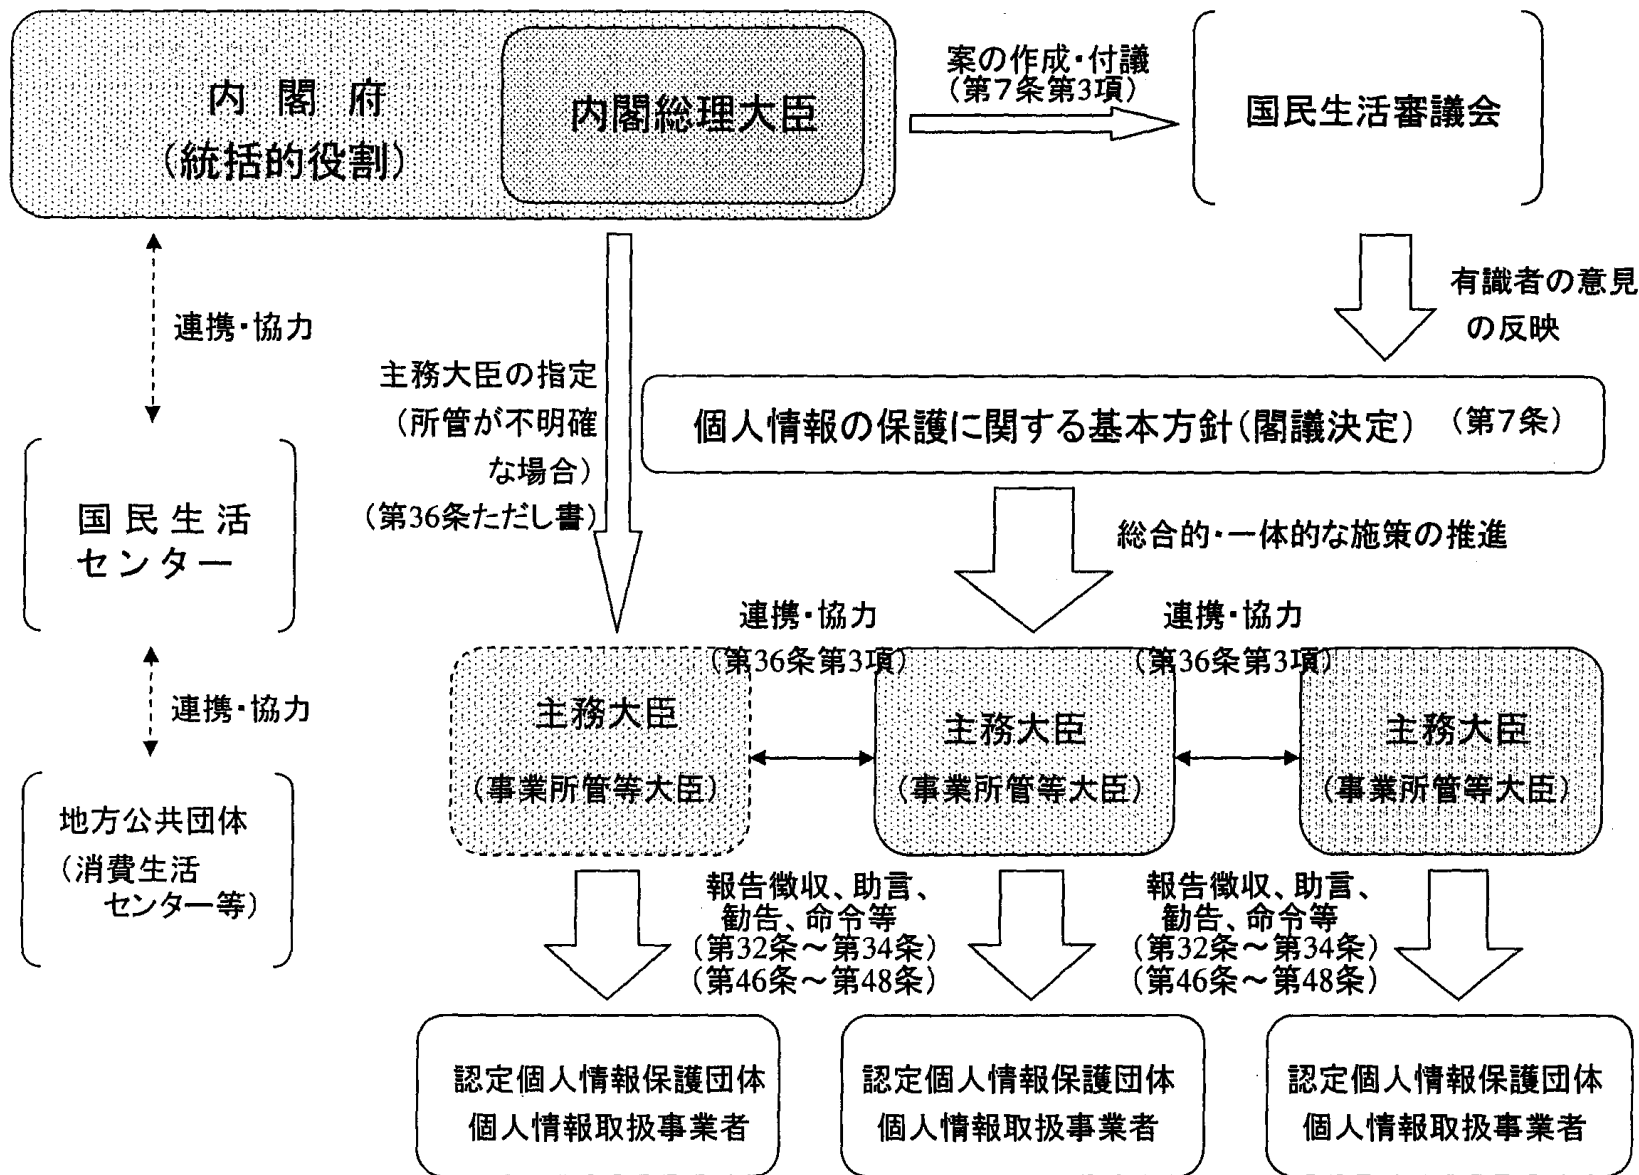 内閣府
(統括的役割)
内閣総理大臣
案の作成・付議
(第7条第3項)
国民生活審議会
有識者の意見
の反映
連携・協力
主務大臣の指定
(所管が不明確
な場合)
(第36条ただし書)
個人情報の保護に関する基本方針(閣議決定) (第7条)
総合的・一体的な施策の推進
国民生活
センター
連携・協力
地方公共団体
(消費生活
センター等)
連携・協力
(第36条第3項)
連携・協力
(第36条第3項)
主務大臣
(事業所管等大臣)
主務大臣
(事業所管等大臣)
主務大臣
(事業所管等大臣)
報告徴収、助言、
勧告、命令等
(第32条~第34条)
(第46条~第48条)
報告徴収、助言、
勧告、命令等
(第32条~第34条)
(第46条~第48条)
認定個人情報保護団体
個人情報取扱事業者
認定個人情報保護団体
個人情報取扱事業者
認定個人情報保護団体
個人情報取扱事業者